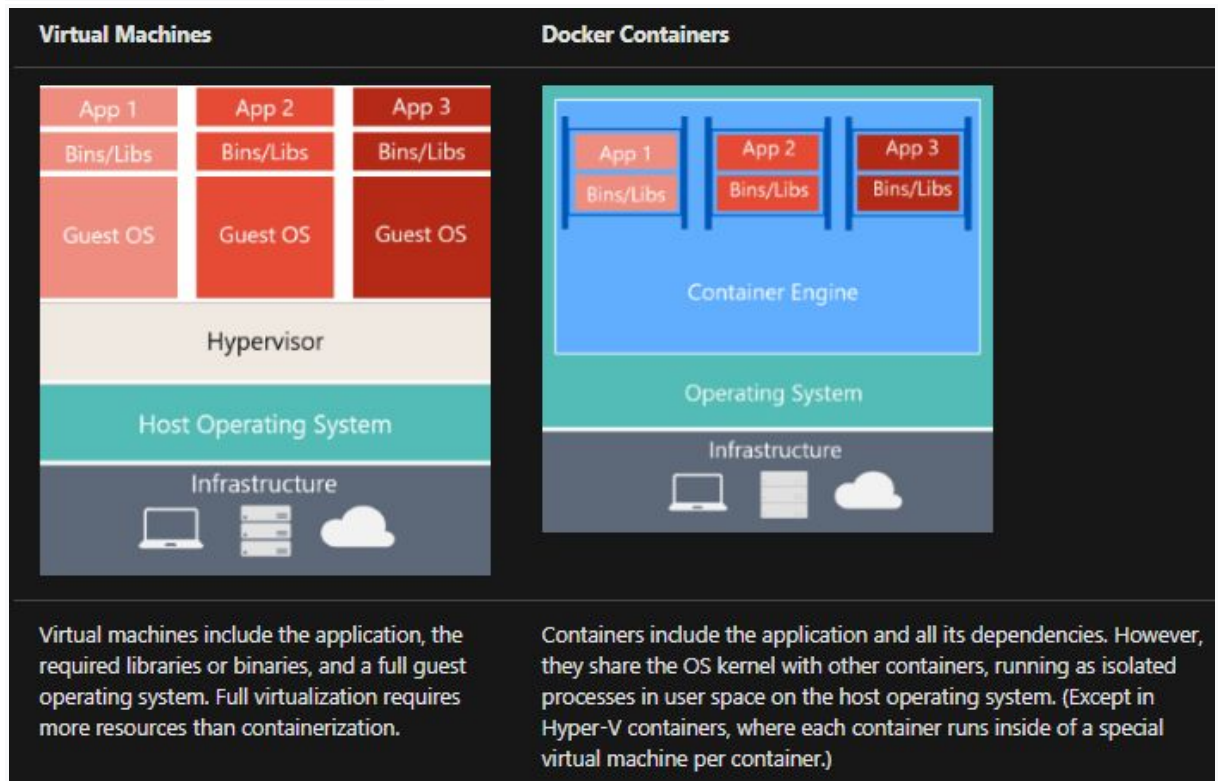 Virtual Machines
Docker Containers
App 1
App 2
App 3
Bins/Libs
Bins/Libs
Bins/Libs
Guest OS
Guest OS
Guest OS
Hypervisor
Host Operating System
Infrastructure
App 1
App 2
App 3
Bins/Libs
Bins/Libs
Bins/Libs
Container Engine
Operating System
Infrastructure
Virtual machines include the application, the
required libraries or binaries, and a full guest
operating system. Full virtualization requires
more resources than containerization.
Containers include the application and all its dependencies. However,
they share the OS kernel with other containers, running as isolated
processes in user space on the host operating system. (Except in
Hyper-V containers, where each container runs inside of a special
virtual machine per container.)